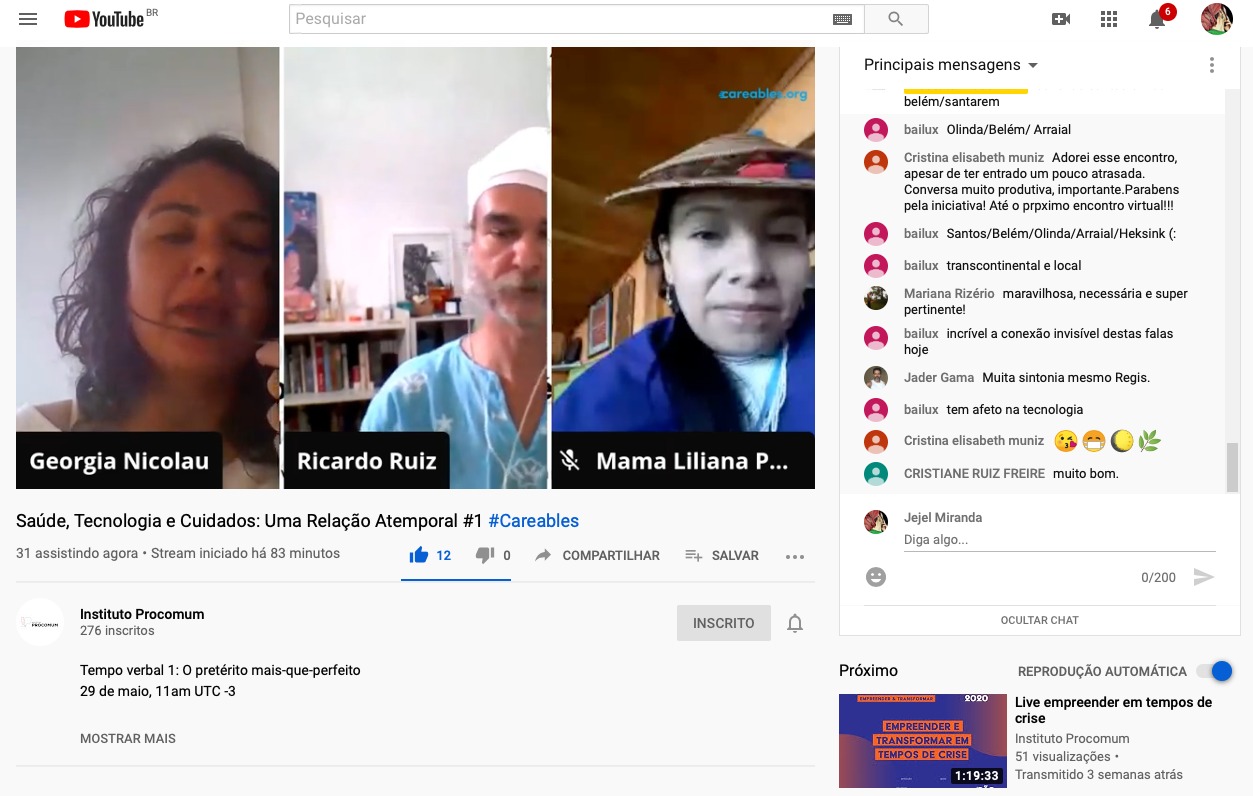 YouTube BR
Pesquisar
6
careables.org
Georgia Nicolau
Ricardo Ruiz
Mama Liliana P...
Saúde, Tecnologia e Cuidados: Uma Relação Atemporal #1 #Careables
31 assistindo agora • Stream iniciado há 83 minutos
12
0
COMPARTILHAR
SALVAR
PROCOMUM
Instituto Procomum
276 inscritos
INSCRITO
Tempo verbal 1: O pretérito mais-que-perfeito
29 de maio, 11am UTC -3
MOSTRAR MAIS
Principais mensagens
belém/santarem
bailux Olinda/Belém/ Arraial
Cristina elisabeth muniz Adorei esse encontro,
apesar de ter entrado um pouco atrasada.
Conversa muito produtiva, importante.Parabens
pela iniciativa! Até o prpximo encontro virtual!!!
bailux Santos/Belém/Olinda/Arraial/Heksink (:
bailux transcontinental e local
Mariana Rizério maravilhosa, necessária e super
pertinente!
bailux incrível a conexão invisível destas falas
hoje
Jader Gama Muita sintonia mesmo Regis.
bailux tem afeto na tecnologia
Cristina elisabeth muniz 😘😷🌔🌿
CRISTIANE RUIZ FREIRE muito bom.
Jejel Miranda
Diga algo...
0/200
OCULTAR CHAT
Próximo
REPRODUÇÃO AUTOMÁTICA
EMPREENDER & TRANSFORMAR
2020
EMPREENDER E
TRANSFORMAR EM
TEMPOS DE CRISE
1:19:33
Live empreender em tempos de
crise
Instituto Procomum
51 visualizações •
Transmitido 3 semanas atrás